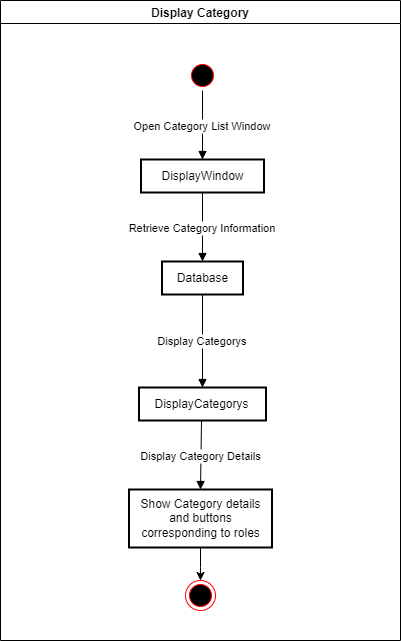 Display Category
Open Category List Window
DisplayWindow
Retrieve Category Information
Database
Display Categorys
DisplayCategorys
Display Category Details
Show Category details
and buttons
corresponding to roles